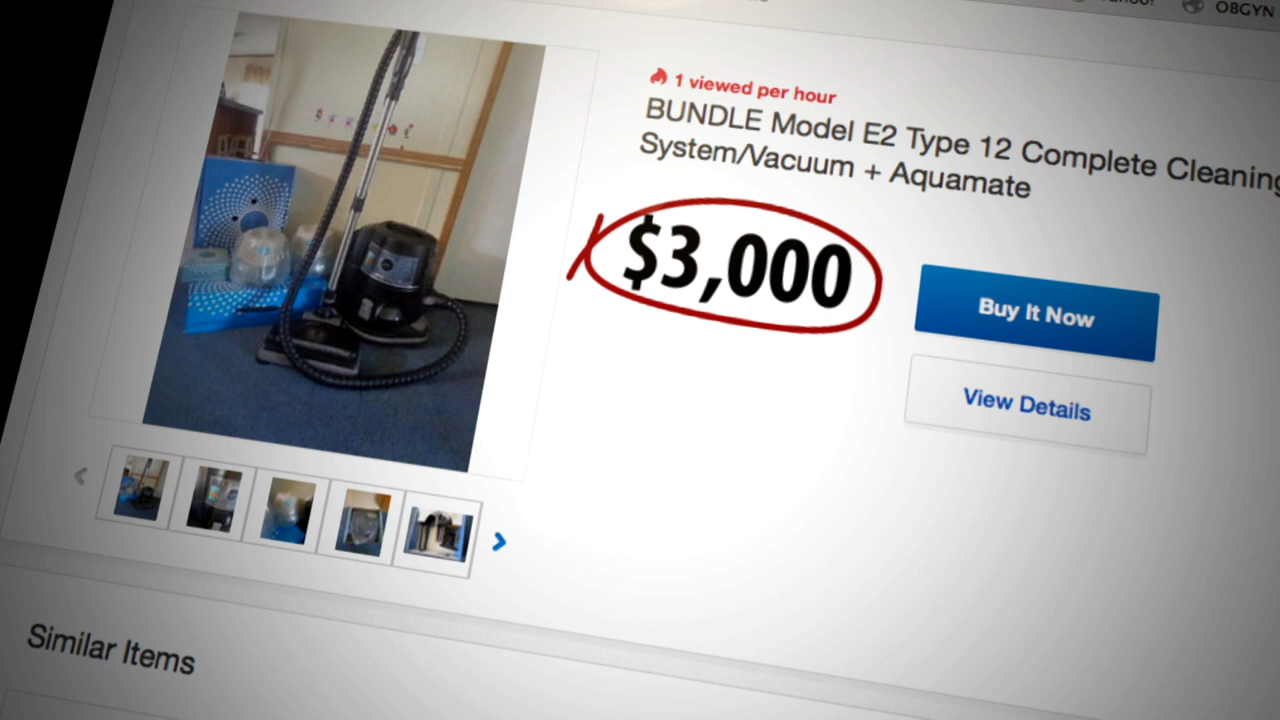 OBGYN
1 viewed per hour
BUNDLE Model E2 Type 12 Complete Cleaning
System/Vacuum + Aquamate
$3,000
Buy It Now
View Details
Similar Items